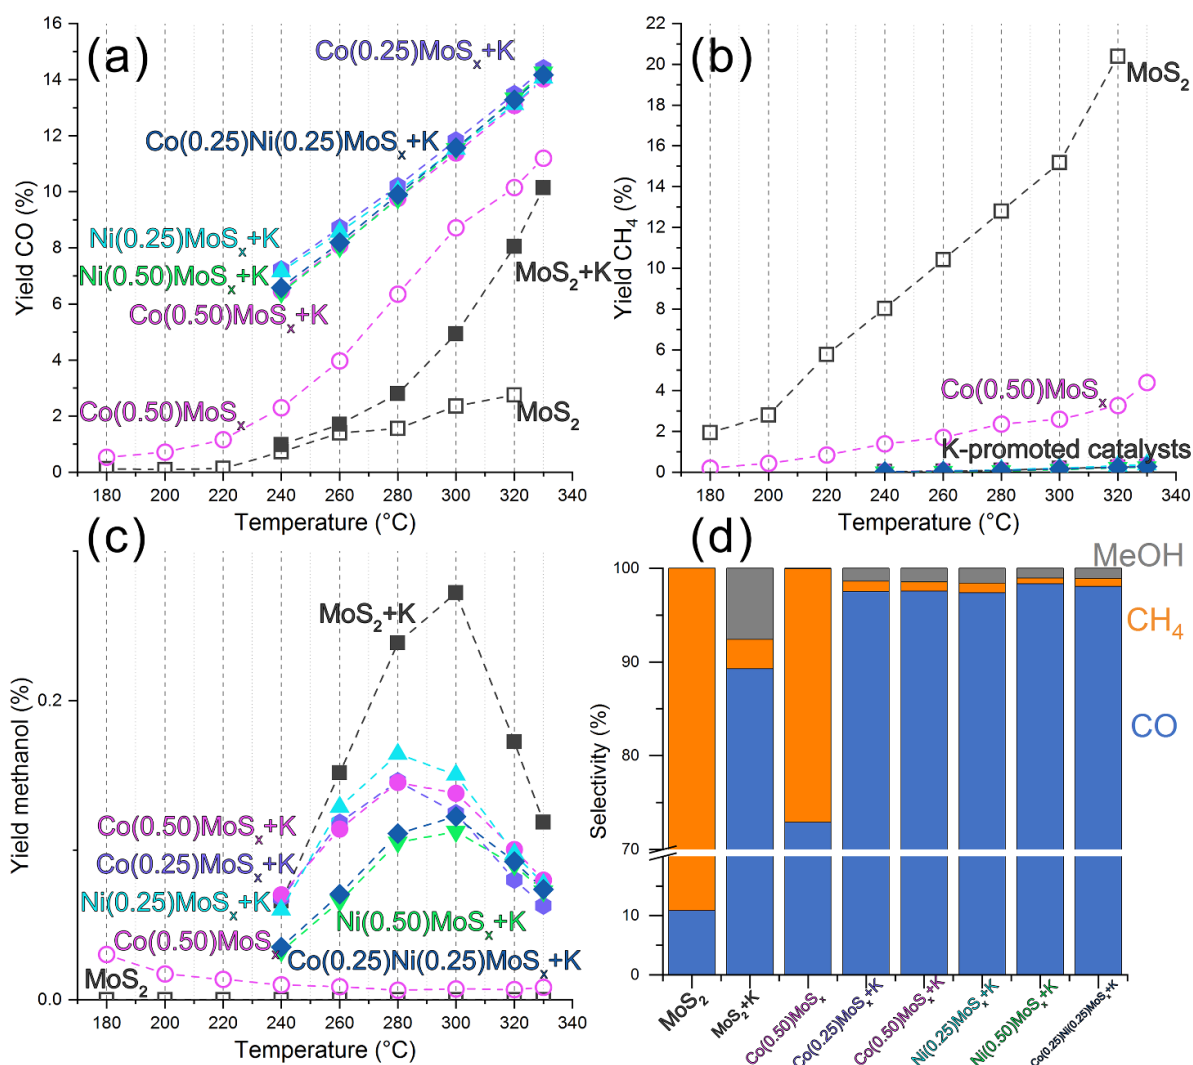 (a)
Yield CO (%)
16
14
12
10
8
6
4
2
0
Co(0.25)MoSₓ+K
Co(0.25)Ni(0.25)MoSₓ+K
Ni(0.25)MoSₓ+K
Ni(0.50)MoSₓ+K
Co(0.50)MoSₓ+K
MoS₂+K
Co(0.50)MoSₓ
MoS₂
180 200 220 240 260 280 300 320 340
Temperature (°C)
(b)
Yield CH₄ (%)
22
20
18
16
14
12
10
8
6
4
2
0
MoS₂
Co(0.50)MoSₓ
K-promoted catalysts
180 200 220 240 260 280 300 320 340
Temperature (°C)
(c)
Yield methanol (%)
0.2
0.0
MoS₂+K
Co(0.50)MoSₓ+K
Co(0.25)MoSₓ+K
Ni(0.25)MoSₓ+K
Ni(0.50)MoSₓ+K
Co(0.50)MoSₓ
Co(0.25)Ni(0.25)MoSₓ+K
MoS₂
180 200 220 240 260 280 300 320 340
Temperature (°C)
(d)
Selectivity (%)
100
90
80
70
10
0
MeOH
CH₄
CO
MoS₂
MoS₂+K
Co(0.50)MoSₓ
Co(0.25)MoSₓ+K
Co(0.50)MoSₓ+K
Ni(0.25)MoSₓ+K
Ni(0.50)MoSₓ+K
Co(0.25)Ni(0.25)MoSₓ+K